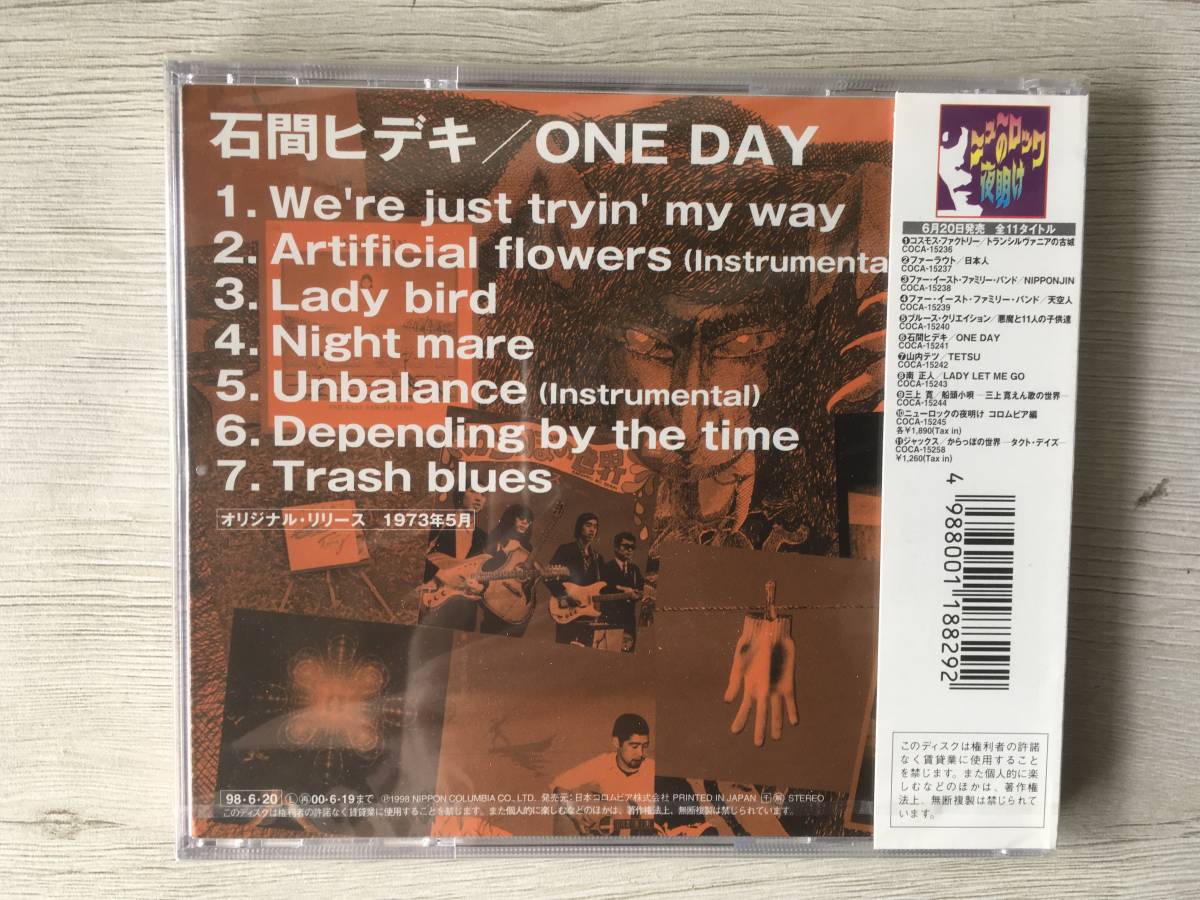 石間ヒデキ／ONE DAY
1. We're just tryin' my way
2. Artificial flowers (Instrumenta
3. Lady bird
4. Night mare
5. Unbalance (Instrumental)
6. Depending by the time
7. Trash blues
オリジナル・リリース 1973年5月
98・6・20 Ⓛ 再 00・6・19まで ℗1998 NIPPON COLUMBIA CO., LTD. 発売元：日本コロムビア株式会社 PRINTED IN JAPAN STEREO
このディスクは権利者の許諾なく賃貸業に使用することを禁じます。また個人的に楽しむなどのほかは、著作権法上、無断複製は禁じられています。
ニューロック
の
夜明け
6月20日発売 全11タイトル
❶コスモス・ファクトリー／トランシルヴァニアの古城
COCA-15236
❷ファーラウト／日本人
COCA-15237
❸ファー・イースト・ファミリー・バンド／NIPPONJIN
COCA-15238
❹ファー・イースト・ファミリー・バンド／天空人
COCA-15239
❺ブルース・クリエイション／悪魔と11人の子供達
COCA-15240
❻石間ヒデキ／ONE DAY
COCA-15241
❼山内テツ／TETSU
COCA-15242
❽南 正人／LADY LET ME GO
COCA-15243
❾三上 寛／船頭小唄 ―三上寛えん歌の世界―
COCA-15244
❿ニューロックの夜明け コロムビア編
COCA-15245
各¥1,890(Tax in)
⓫ジャックス／からっぽの世界 ―タクト・デイズ―
COCA-15258
¥1,260(Tax in)
4 988001 188292
このディスクは権利者の許諾
なく賃貸業に使用すること
を禁じます。また個人的に楽
しむなどのほかは、著作権
法上、無断複製は禁じられて
います。